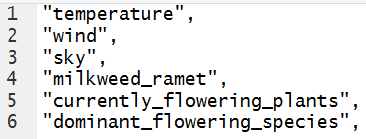 1 "temperature",
2 "wind",
3 "sky",
4 "milkweed_ramet",
5 "currently_flowering_plants",
6 "dominant_flowering_species",